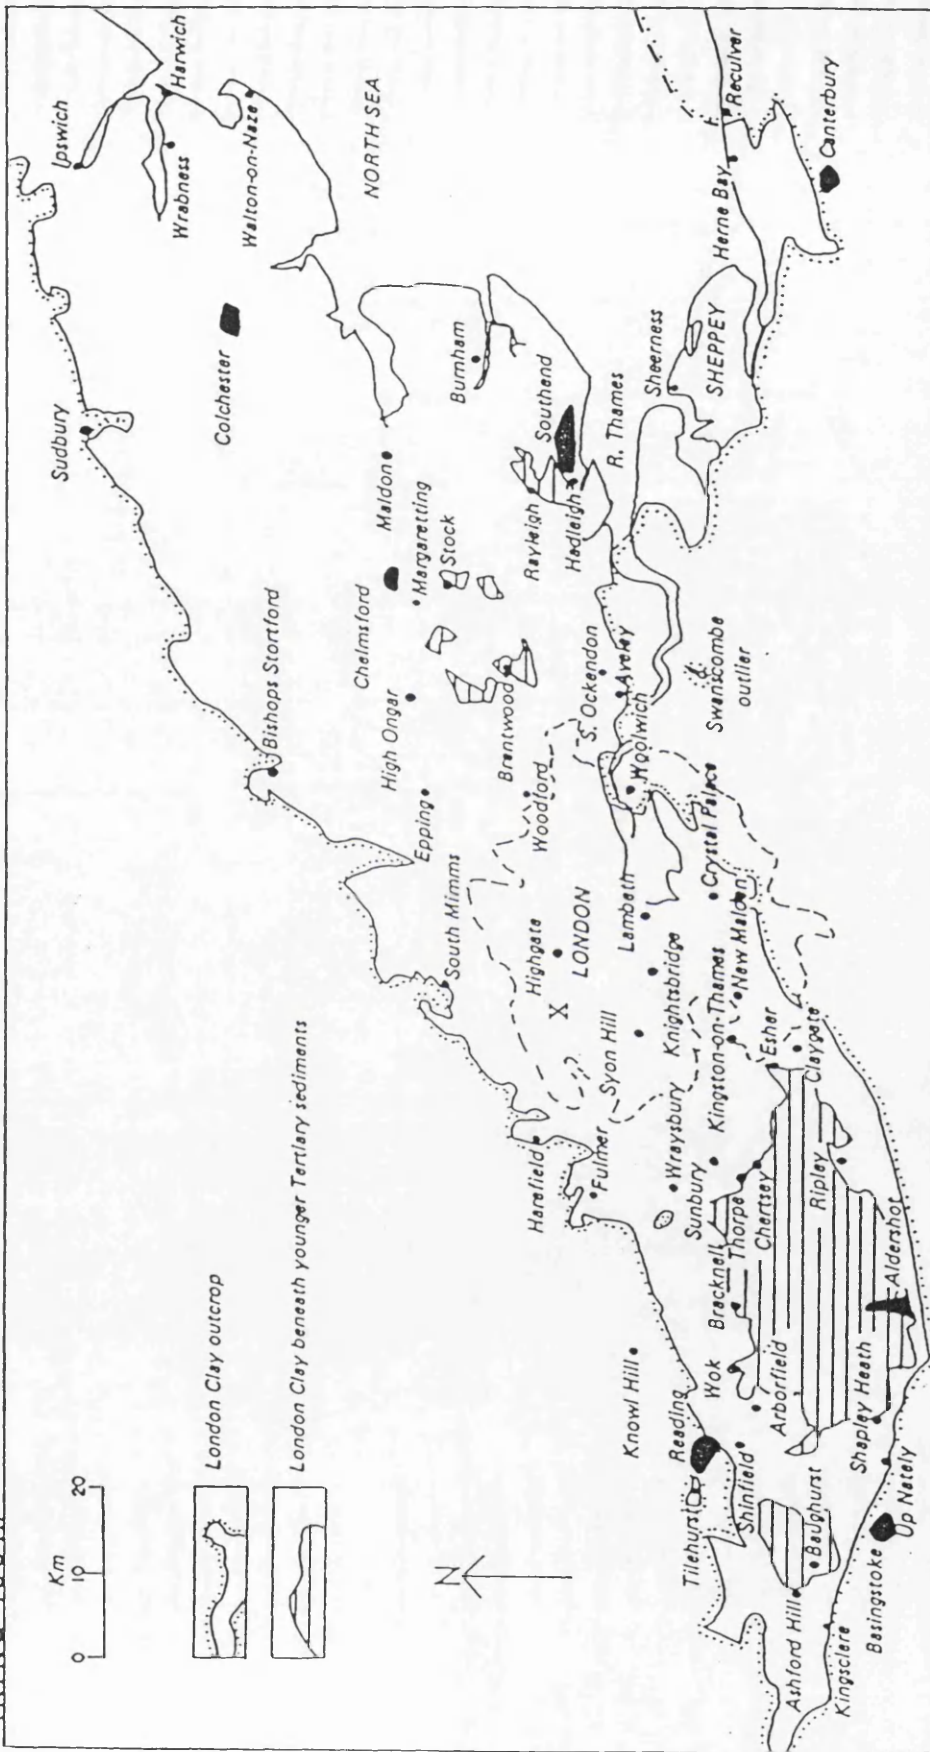 Km
0 10 20
London Clay outcrop
London Clay beneath younger Tertiary sediments
N
Ipswich
Harwich
Wrabness
Walton-on-Naze
NORTH SEA
Sudbury
Colchester
Bishops Stortford
Chelmsford
Maldon
Margaretting
Stock
High Ongar
Burnham
Epping
Brentwood
Rayleigh
Hadleigh
Southend
R. Thames
Sheerness
SHEPPEY
Herne Bay
Reculver
Canterbury
South Mimms
Woodford
S. Ockendon
Aveley
Woolwich
Swanscombe
outlier
Highgate
X
LONDON
Lambeth
Crystal Palace
Syon Hill
Knightsbridge
Kingston-on-Thames
New Malden
Esher
Claygate
Harefield
Fulmer
Wraysbury
Sunbury
Thorpe
Chertsey
Ripley
Knowl Hill
Bracknell
Wok
Arborfield
Aldershot
Shapley Heath
Reading
Tilehurst
Shinfield
Baughurst
Ashford Hill
Kingsclere
Basingstoke
Up Nately